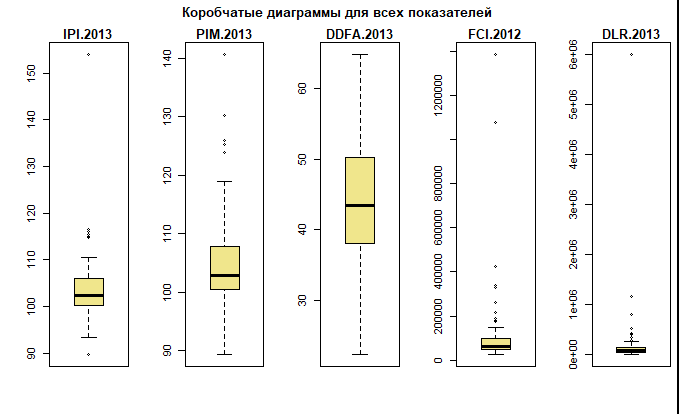 Коробчатые диаграммы для всех показателей
IPI.2013 PIM.2013 DDFA.2013 FCI.2012 DLR.2013
90 100 110 120 130 140 150
90 100 110 120 130 140
30 40 50 60
0 200000 400000 600000 800000 1200000
0e+00 1e+06 2e+06 3e+06 4e+06 5e+06 6e+06